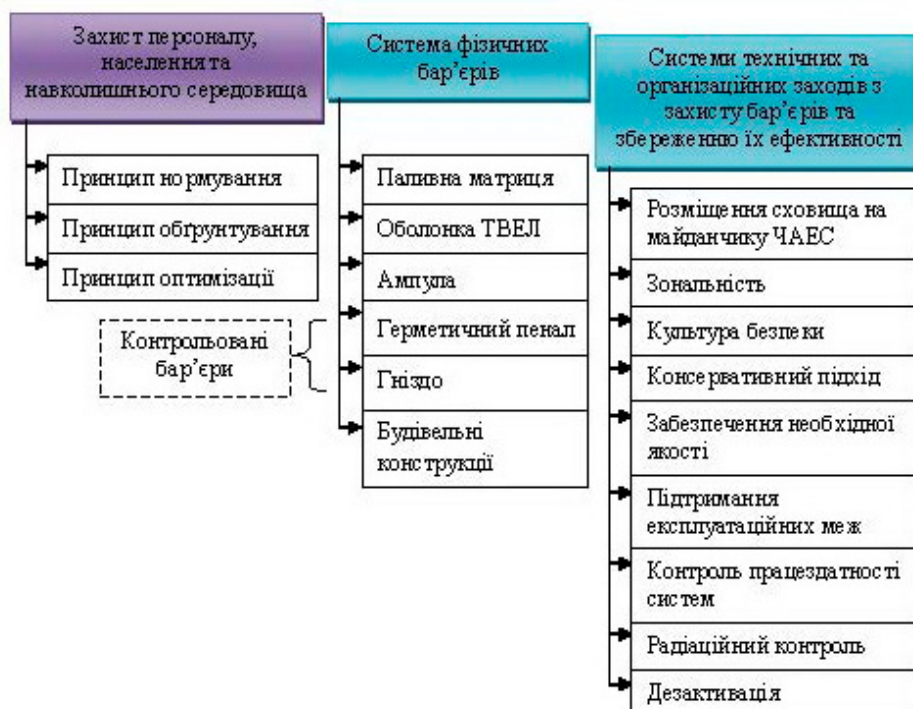 Захист персоналу,
населення та
навколишнього середовища
Принцип нормування
Принцип обґрунтування
Принцип оптимізації
Контрольовані
бар’єри
Система фізичних
бар’єрів
Паливна матриця
Оболонка ТВЕЛ
Ампула
Герметичний пенал
Гніздо
Будівельні
конструкції
Системи технічних та
організаційних заходів з
захисту бар’єрів та
збереженню їх ефективності
Розміщення сховища на
майданчику ЧАЕС
Зональність
Культура безпеки
Консервативний підхід
Забезпечення необхідної
якості
Підтримання
експлуатаційних меж
Контроль працездатності
систем
Радіаційний контроль
Дезактивація